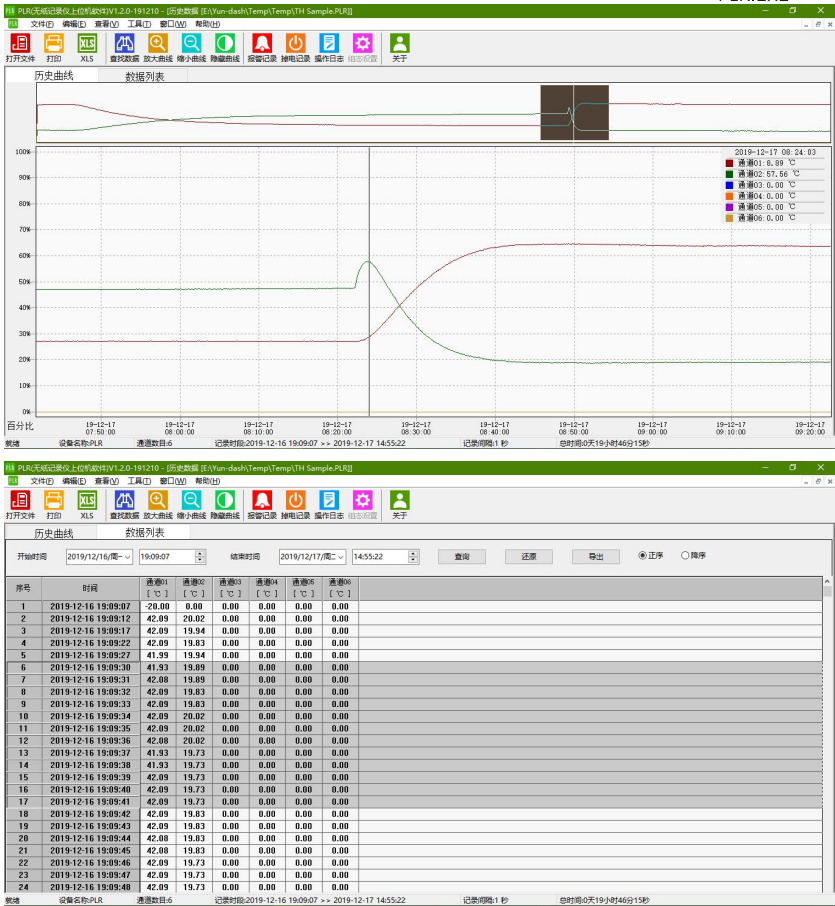 PLR(无纸记录仪上位机软件)V1.2.0-191210 - [历史数据 [E:\Yun-dash\Temp\Temp\TH Sample.PLR]]
文件(F) 编辑(E) 查看(V) 工具(T) 窗口(W) 帮助(H)
打开文件 打印 XLS 查找数据 放大曲线 缩小曲线 隐藏曲线 报警记录 掉电记录 操作日志 组态设置 关于
历史曲线 数据列表
2019-12-17 08:24:03
通道01:8.89 ℃
通道02:57.56 ℃
通道03:0.00 ℃
通道04:0.00 ℃
通道05:0.00 ℃
通道06:0.00 ℃
100%
90%
80%
70%
60%
50%
40%
30%
20%
10%
0%
百分比 19-12-17 19-12-17 19-12-17 19-12-17 19-12-17 19-12-17 19-12-17 19-12-17 19-12-17 19-12-17
07:50:00 08:00:00 08:10:00 08:20:00 08:30:00 08:40:00 08:50:00 09:00:00 09:10:00 09:20:00
就绪 设备名称:PLR 通道数目:6 记录时段:2019-12-16 19:09:07 >> 2019-12-17 14:55:22 记录间隔:1 秒 总时间:0天19小时46分15秒
PLR(无纸记录仪上位机软件)V1.2.0-191210 - [历史数据 [E:\Yun-dash\Temp\Temp\TH Sample.PLR]]
文件(F) 编辑(E) 查看(V) 工具(T) 窗口(W) 帮助(H)
打开文件 打印 XLS 查找数据 放大曲线 缩小曲线 隐藏曲线 报警记录 掉电记录 操作日志 组态设置 关于
历史曲线 数据列表
开始时间 2019/12/16/周一 19:09:07 结束时间 2019/12/17/周二 14:55:22 查询 还原 导出 正序 降序
序号 时间 通道01 通道02 通道03 通道04 通道05 通道06
[ ℃ ] [ ℃ ] [ ℃ ] [ ℃ ] [ ℃ ] [ ℃ ]
1 2019-12-16 19:09:07 -20.00 0.00 0.00 0.00 0.00 0.00
2 2019-12-16 19:09:12 42.09 20.02 0.00 0.00 0.00 0.00
3 2019-12-16 19:09:17 42.09 19.94 0.00 0.00 0.00 0.00
4 2019-12-16 19:09:22 42.09 19.83 0.00 0.00 0.00 0.00
5 2019-12-16 19:09:27 41.99 19.94 0.00 0.00 0.00 0.00
6 2019-12-16 19:09:30 41.93 19.89 0.00 0.00 0.00 0.00
7 2019-12-16 19:09:31 42.08 19.89 0.00 0.00 0.00 0.00
8 2019-12-16 19:09:32 42.09 19.83 0.00 0.00 0.00 0.00
9 2019-12-16 19:09:33 42.09 19.83 0.00 0.00 0.00 0.00
10 2019-12-16 19:09:34 42.09 20.02 0.00 0.00 0.00 0.00
11 2019-12-16 19:09:35 42.09 20.02 0.00 0.00 0.00 0.00
12 2019-12-16 19:09:36 42.08 20.02 0.00 0.00 0.00 0.00
13 2019-12-16 19:09:37 41.93 19.73 0.00 0.00 0.00 0.00
14 2019-12-16 19:09:38 41.93 19.73 0.00 0.00 0.00 0.00
15 2019-12-16 19:09:39 42.09 19.73 0.00 0.00 0.00 0.00
16 2019-12-16 19:09:40 42.09 19.73 0.00 0.00 0.00 0.00
17 2019-12-16 19:09:41 42.09 19.73 0.00 0.00 0.00 0.00
18 2019-12-16 19:09:42 42.09 19.83 0.00 0.00 0.00 0.00
19 2019-12-16 19:09:43 42.09 19.83 0.00 0.00 0.00 0.00
20 2019-12-16 19:09:44 42.08 19.83 0.00 0.00 0.00 0.00
21 2019-12-16 19:09:45 42.08 19.83 0.00 0.00 0.00 0.00
22 2019-12-16 19:09:46 42.09 19.73 0.00 0.00 0.00 0.00
23 2019-12-16 19:09:47 42.09 19.73 0.00 0.00 0.00 0.00
24 2019-12-16 19:09:48 42.09 19.73 0.00 0.00 0.00 0.00
就绪 设备名称:PLR 通道数目:6 记录时段:2019-12-16 19:09:07 >> 2019-12-17 14:55:22 记录间隔:1 秒 总时间:0天19小时46分15秒